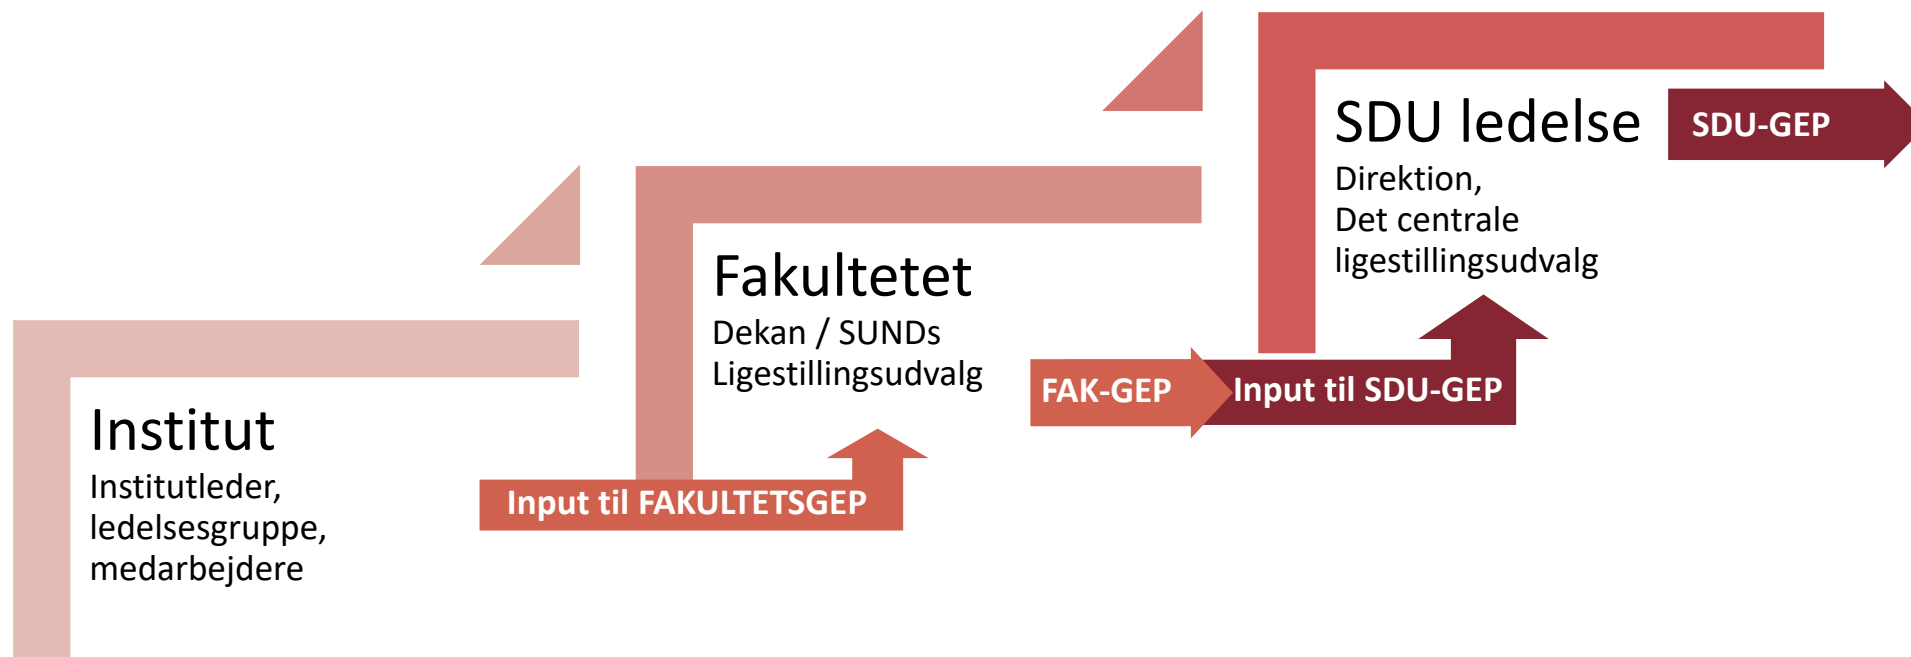 Institut
Institutleder,
ledelsesgruppe,
medarbejdere
Input til FAKULTETSGEP
Fakultetet
Dekan / SUNDs
Ligestillingsudvalg
FAK-GEP
Input til SDU-GEP
SDU ledelse
Direktion,
Det centrale
ligestillingsudvalg
SDU-GEP